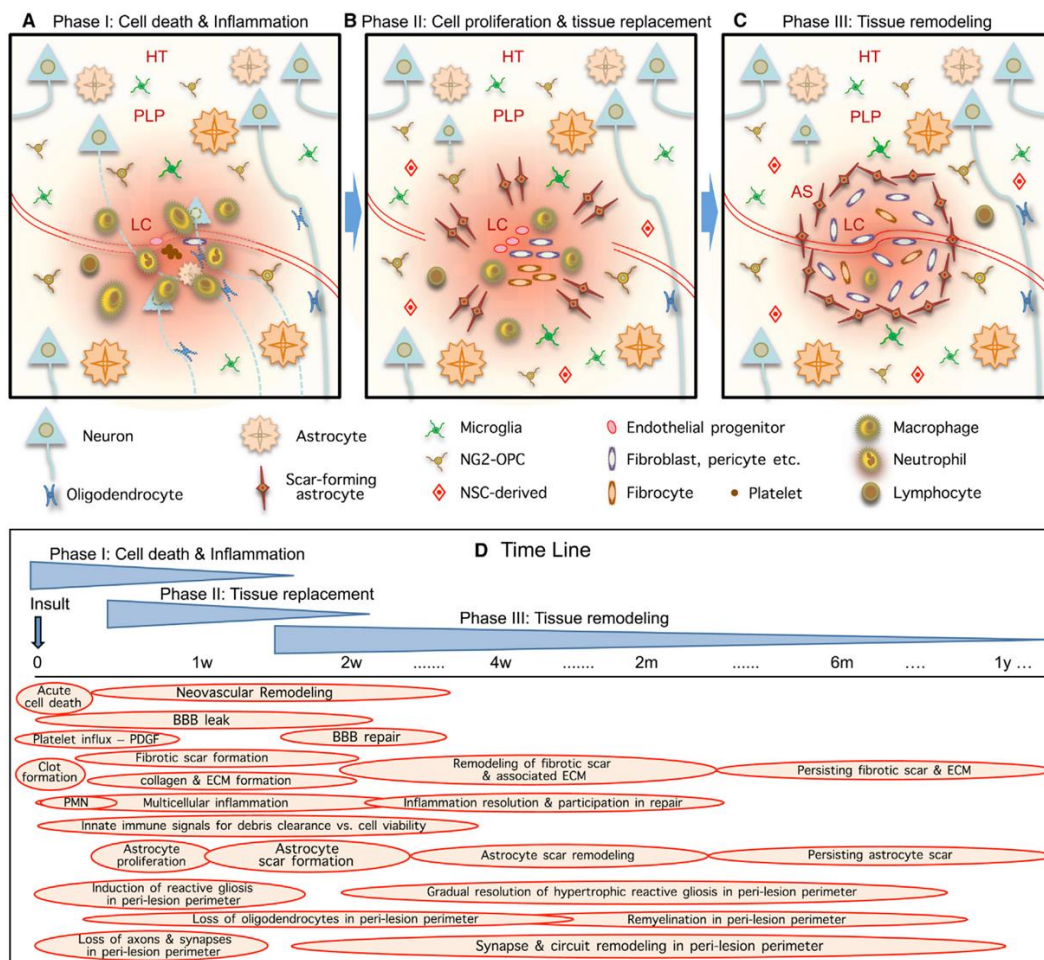 A Phase I: Cell death & Inflammation
B Phase II: Cell proliferation & tissue replacement
C Phase III: Tissue remodeling
HT
PLP
LC
HT
PLP
LC
HT
PLP
AS
LC
Neuron
Oligodendrocyte
Astrocyte
Scar-forming
astrocyte
Microglia
NG2-OPC
NSC-derived
Endothelial progenitor
Fibroblast, pericyte etc.
Fibrocyte
Platelet
Macrophage
Neutrophil
Lymphocyte
D Time Line
Phase I: Cell death & Inflammation
Phase II: Tissue replacement
Phase III: Tissue remodeling
Insult
0 1w 2w ....... 4w ....... 2m ...... 6m .... 1y ...
Acute
cell death
Neovascular Remodeling
BBB leak
Platelet influx – PDGF
BBB repair
Clot
formation
Fibrotic scar formation
collagen & ECM formation
Remodeling of fibrotic scar
& associated ECM
Persisting fibrotic scar & ECM
PMN
Multicellular inflammation
Inflammation resolution & participation in repair
Innate immune signals for debris clearance vs. cell viability
Astrocyte
proliferation
Astrocyte
scar formation
Astrocyte scar remodeling
Persisting astrocyte scar
Induction of reactive gliosis
in peri-lesion perimeter
Gradual resolution of hypertrophic reactive gliosis in peri-lesion perimeter
Loss of oligodendrocytes in peri-lesion perimeter
Remyelination in peri-lesion perimeter
Loss of axons & synapses
in peri-lesion perimeter
Synapse & circuit remodeling in peri-lesion perimeter